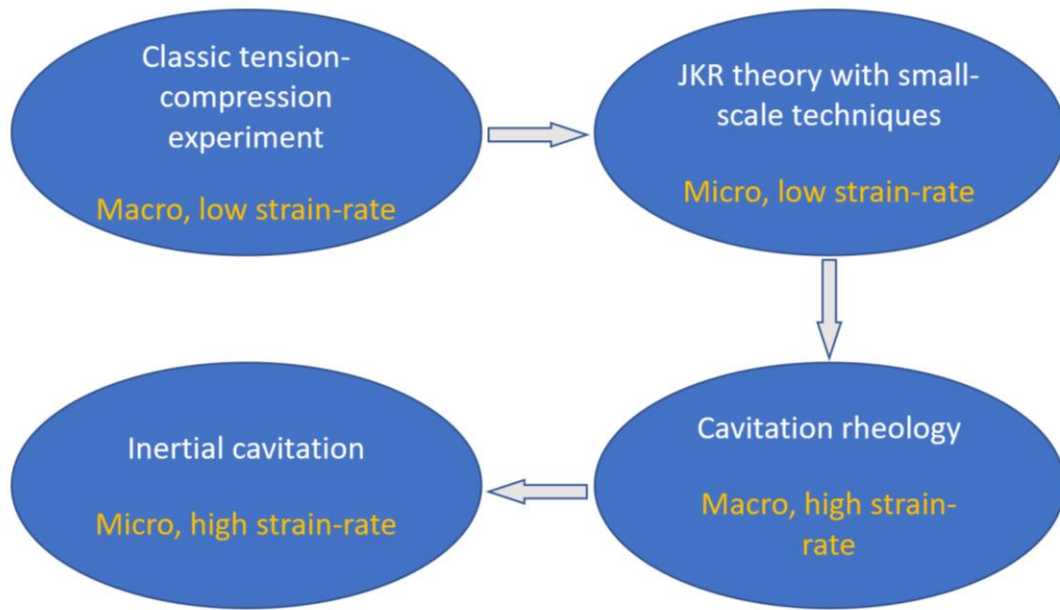 Classic tension-
compression
experiment
Macro, low strain-rate
JKR theory with small-
scale techniques
Micro, low strain-rate
Cavitation rheology
Macro, high strain-
rate
Inertial cavitation
Micro, high strain-rate